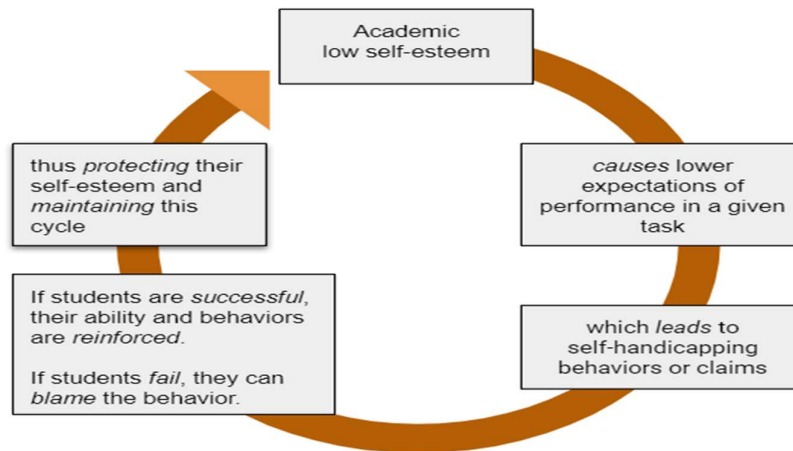 Academic
low self-esteem
causes lower
expectations of
performance in a given
task
which leads to
self-handicapping
behaviors or claims
If students are successful,
their ability and behaviors
are reinforced.
If students fail, they can
blame the behavior.
thus protecting their
self-esteem and
maintaining this
cycle